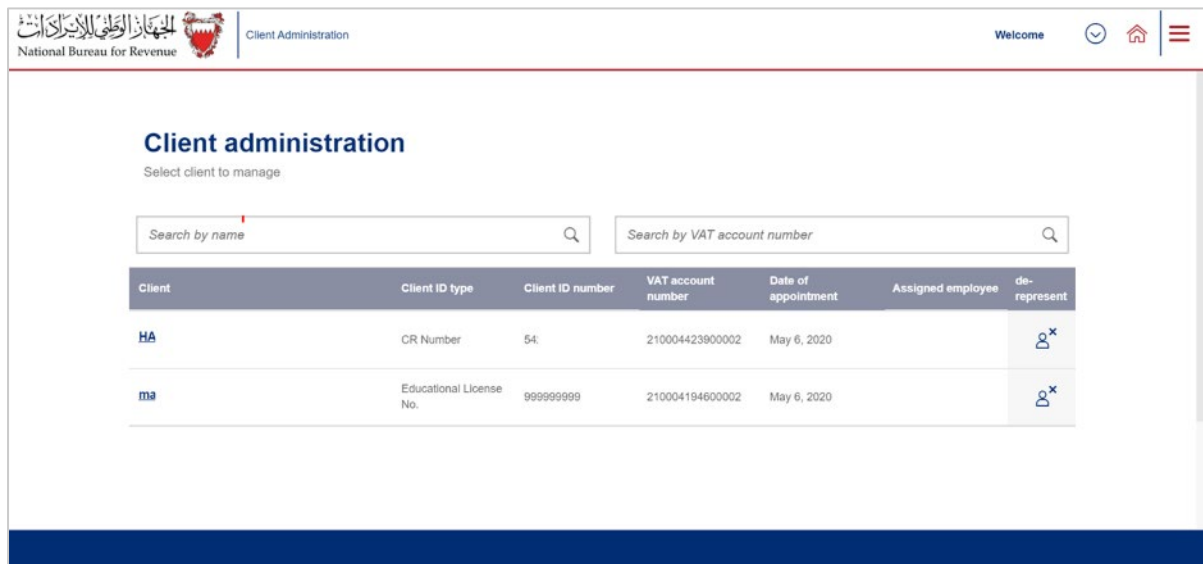 الجهاز الوطني للإيرادات
National Bureau for Revenue
Client Administration
Welcome
Client administration
Select client to manage
Search by name
Search by VAT account number
Client
Client ID type
Client ID number
VAT account
number
Date of
appointment
Assigned employee
de-
represent
HA
CR Number
54:
210004423900002
May 6, 2020
ma
Educational License
No.
999999999
210004194600002
May 6, 2020